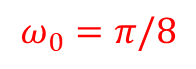 ω₀ = π/8